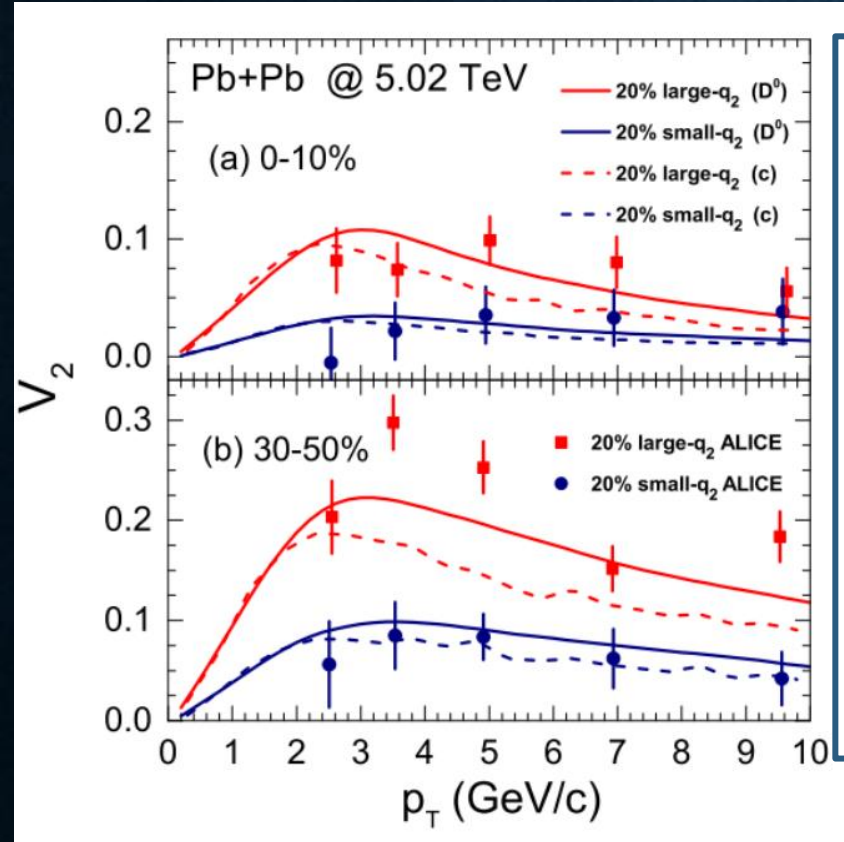 Pb+Pb @ 5.02 TeV
20% large-q₂ (D⁰)
20% small-q₂ (D⁰)
20% large-q₂ (c)
20% small-q₂ (c)
(a) 0-10%
0.2
0.1
0.0
V₂
(b) 30-50%
20% large-q₂ ALICE
20% small-q₂ ALICE
0.3
0.2
0.1
0.0
0 1 2 3 4 5 6 7 8 9 10
p_T (GeV/c)